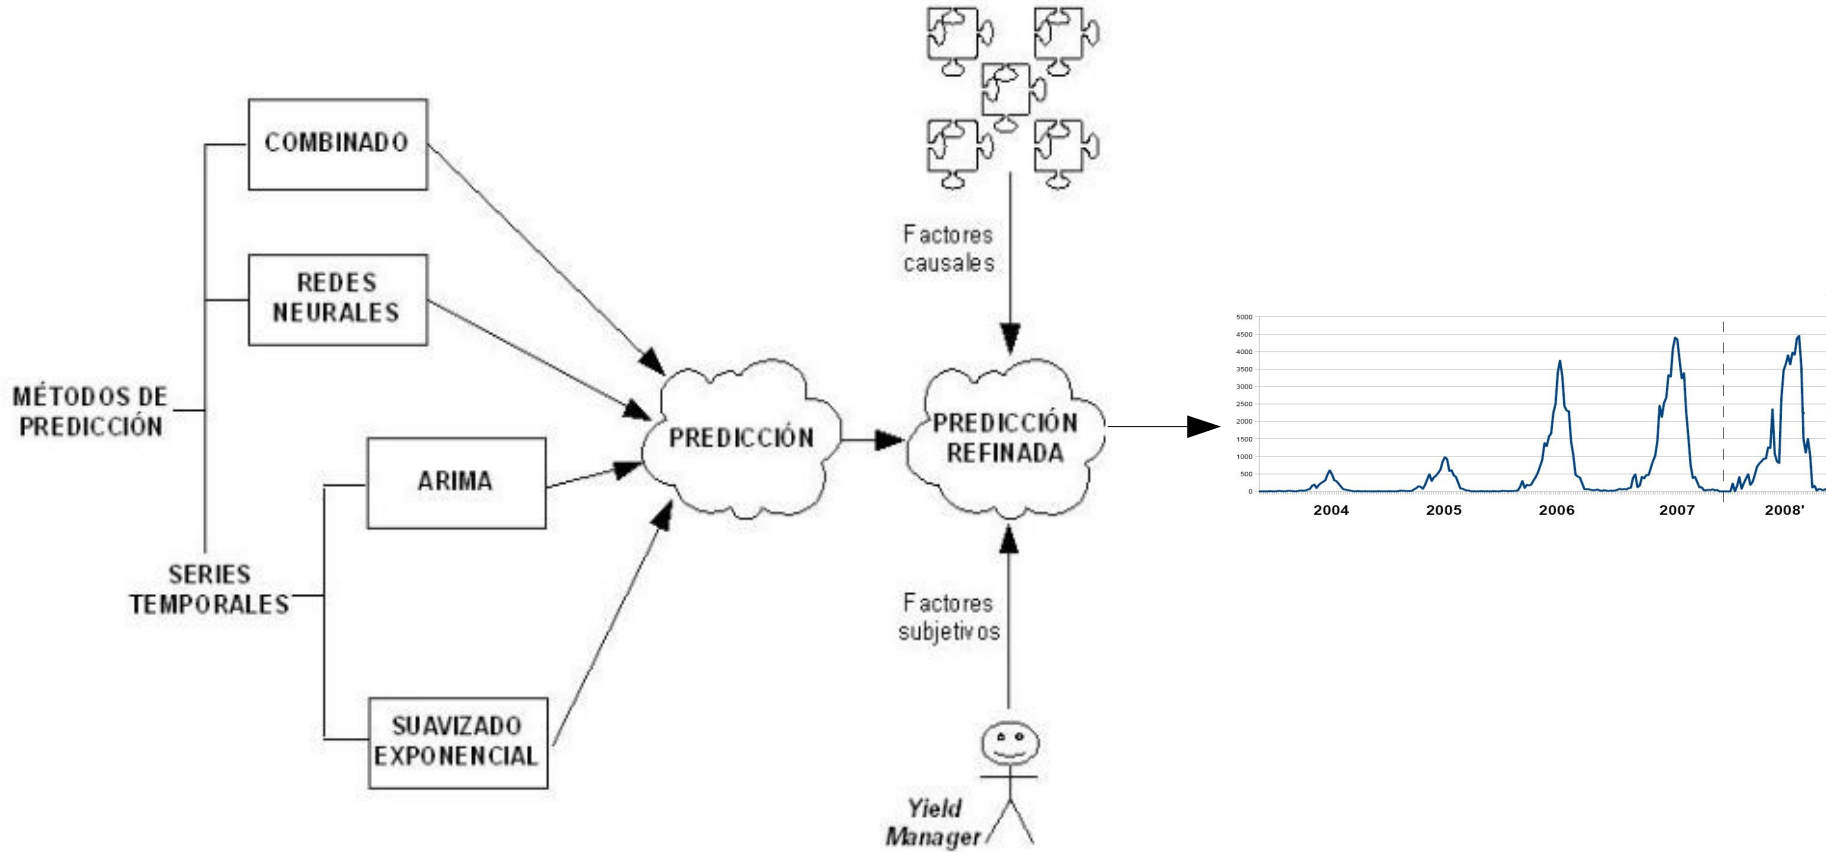 COMBINADO
REDES
NEURALES
MÉTODOS DE
PREDICCIÓN
ARIMA
SERIES
TEMPORALES
SUAVIZADO
EXPONENCIAL
PREDICCIÓN
Factores
causales
PREDICCIÓN
REFINADA
Factores
subjetivos
Yield
Manager
5000
4500
4000
3500
3000
2500
2000
1500
1000
500
0
2004 2005 2006 2007 2008'